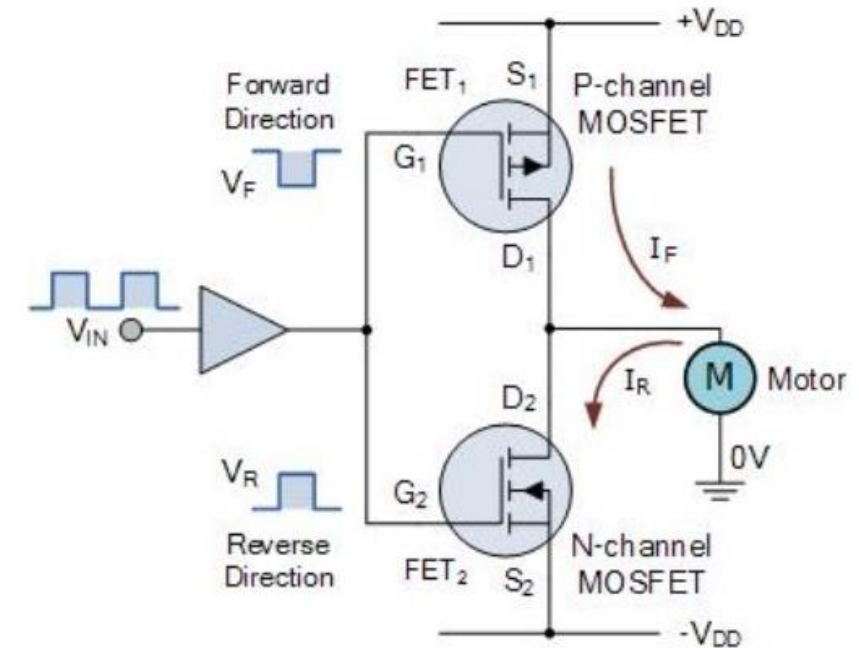 +VDD
Forward
Direction
FET1
S1
P-channel
MOSFET
G1
VF
D1
IF
VIN
M
Motor
IR
D2
0V
VR
G2
Reverse
Direction
FET2
S2
N-channel
MOSFET
-VDD